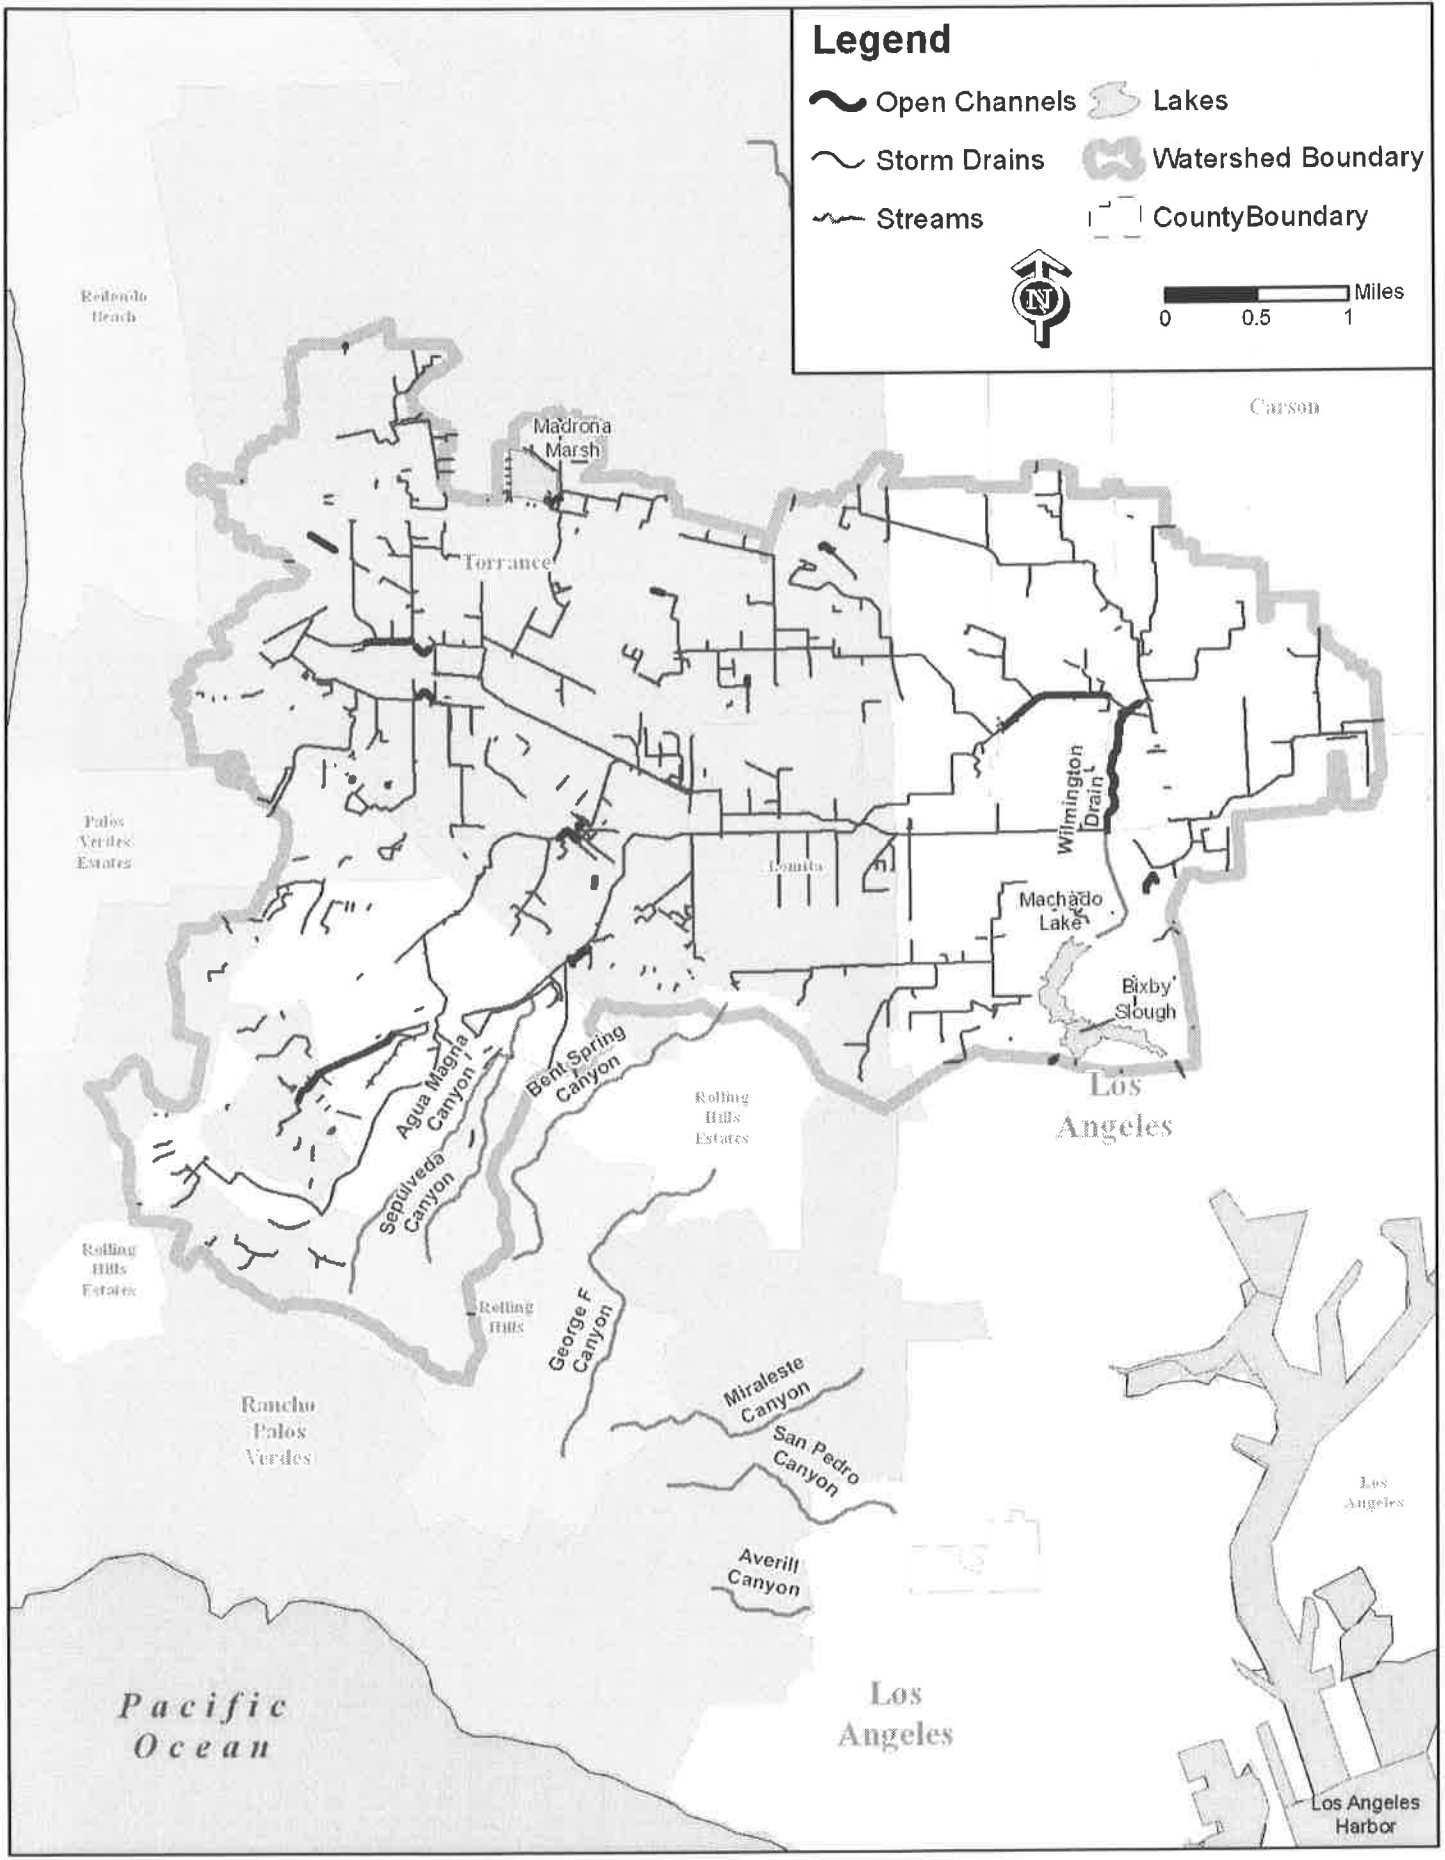 Legend
Open Channels
Lakes
Storm Drains
Watershed Boundary
Streams
CountyBoundary
N
Miles
0
0.5
1
Redondo
Beach
Carson
Madrona
Marsh
Torrance
Palos
Verdes
Estates
Wilmington
Drain
Lomita
Machado
Lake
Bixby
Slough
Los
Angeles
Agua Magna
Canyon
Bent Spring
Canyon
Rolling
Hills
Estates
Sepulveda
Canyon
Rolling
Hills
Estates
Rolling
Hills
George F
Canyon
Miraleste
Canyon
Rancho
Palos
Verdes
San Pedro
Canyon
Los
Angeles
Averill
Canyon
Pacific
Ocean
Los
Angeles
Los Angeles
Harbor